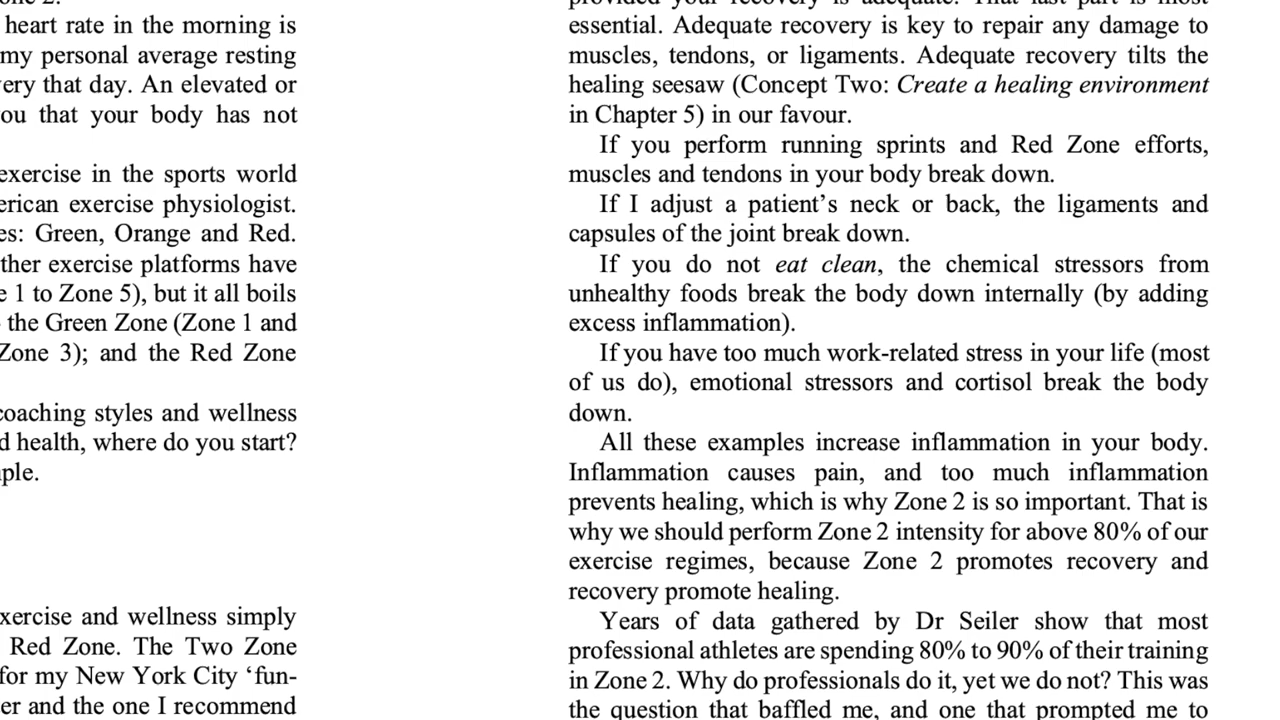 heart rate in the morning is
my personal average resting
that day. An elevated or
that your body has not
exercise in the sports world
exercise physiologist.
Green, Orange and Red.
exercise platforms have
1 to Zone 5), but it all boils
the Green Zone (Zone 1 and
Zone 3); and the Red Zone
coaching styles and wellness
health, where do you start?
exercise and wellness simply
Red Zone. The Two Zone
for my New York City ‘fun-
and the one I recommend
essential. Adequate recovery is key to repair any damage to
muscles, tendons, or ligaments. Adequate recovery tilts the
healing seesaw (Concept Two: Create a healing environment
in Chapter 5) in our favour.
If you perform running sprints and Red Zone efforts,
muscles and tendons in your body break down.
If I adjust a patient’s neck or back, the ligaments and
capsules of the joint break down.
If you do not eat clean, the chemical stressors from
unhealthy foods break the body down internally (by adding
excess inflammation).
If you have too much work-related stress in your life (most
of us do), emotional stressors and cortisol break the body
down.
All these examples increase inflammation in your body.
Inflammation causes pain, and too much inflammation
prevents healing, which is why Zone 2 is so important. That is
why we should perform Zone 2 intensity for above 80% of our
exercise regimes, because Zone 2 promotes recovery and
recovery promote healing.
Years of data gathered by Dr Seiler show that most
professional athletes are spending 80% to 90% of their training
in Zone 2. Why do professionals do it, yet we do not? This was
the question that baffled me, and one that prompted me to